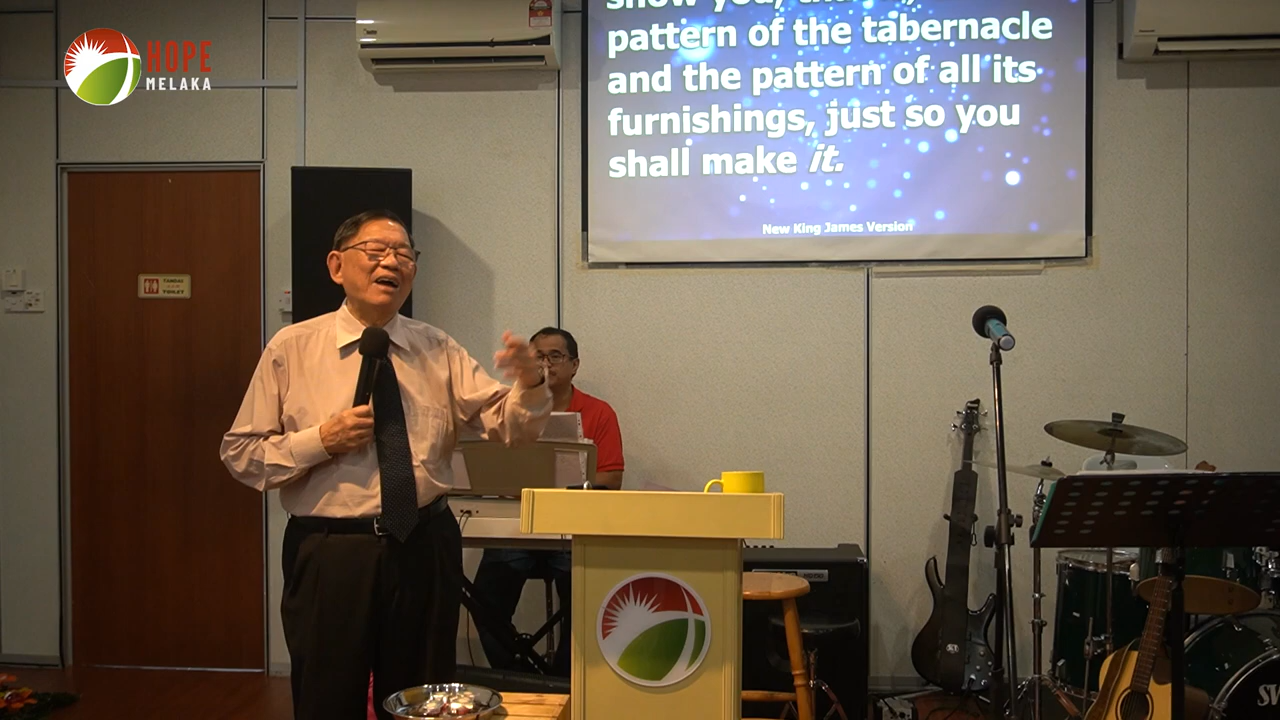 HOPE
MELAKA
pattern of the tabernacle
and the pattern of all its
furnishings, just so you
shall make it.
New King James Version
TANDAS
TOILET